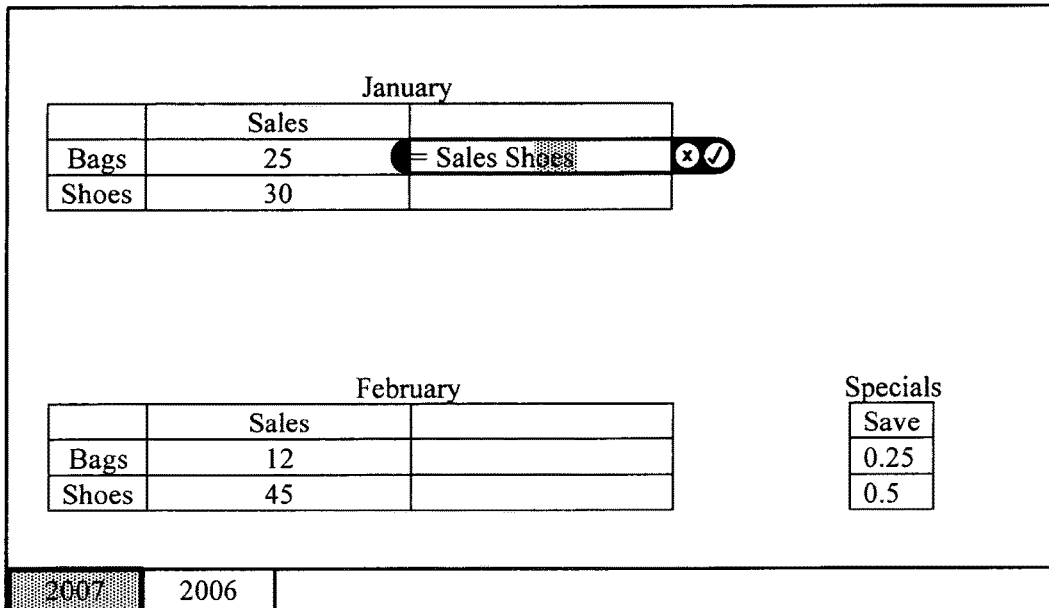 January
Sales
Bags 25 = Sales Shoes x ✓
Shoes 30
February
Sales
Bags 12
Shoes 45
Specials
Save
0.25
0.5
2007 2006